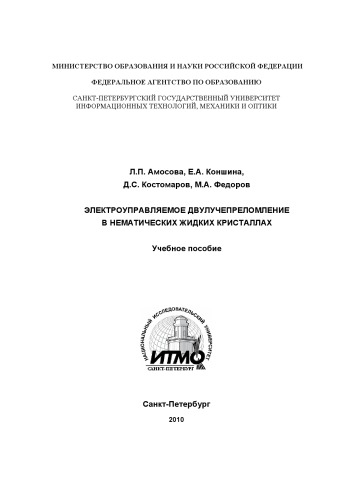 МИНИСТЕРСТВО ОБРАЗОВАНИЯ И НАУКИ РОССИЙСКОЙ ФЕДЕРАЦИИ
ФЕДЕРАЛЬНОЕ АГЕНТСТВО ПО ОБРАЗОВАНИЮ
САНКТ-ПЕТЕРБУРГСКИЙ ГОСУДАРСТВЕННЫЙ УНИВЕРСИТЕТ
ИНФОРМАЦИОННЫХ ТЕХНОЛОГИЙ, МЕХАНИКИ И ОПТИКИ
Л.П. Амосова, Е.А. Коншина,
Д.С. Костомаров, М.А. Федоров
ЭЛЕКТРОУПРАВЛЯЕМОЕ ДВУЛУЧЕПРЕЛОМЛЕНИЕ
В НЕМАТИЧЕСКИХ ЖИДКИХ КРИСТАЛЛАХ
Учебное пособие
НАЦИОНАЛЬНЫЙ ИССЛЕДОВАТЕЛЬСКИЙ УНИВЕРСИТЕТ
ИТМО
САНКТ-ПЕТЕРБУРГ
Санкт-Петербург
2010